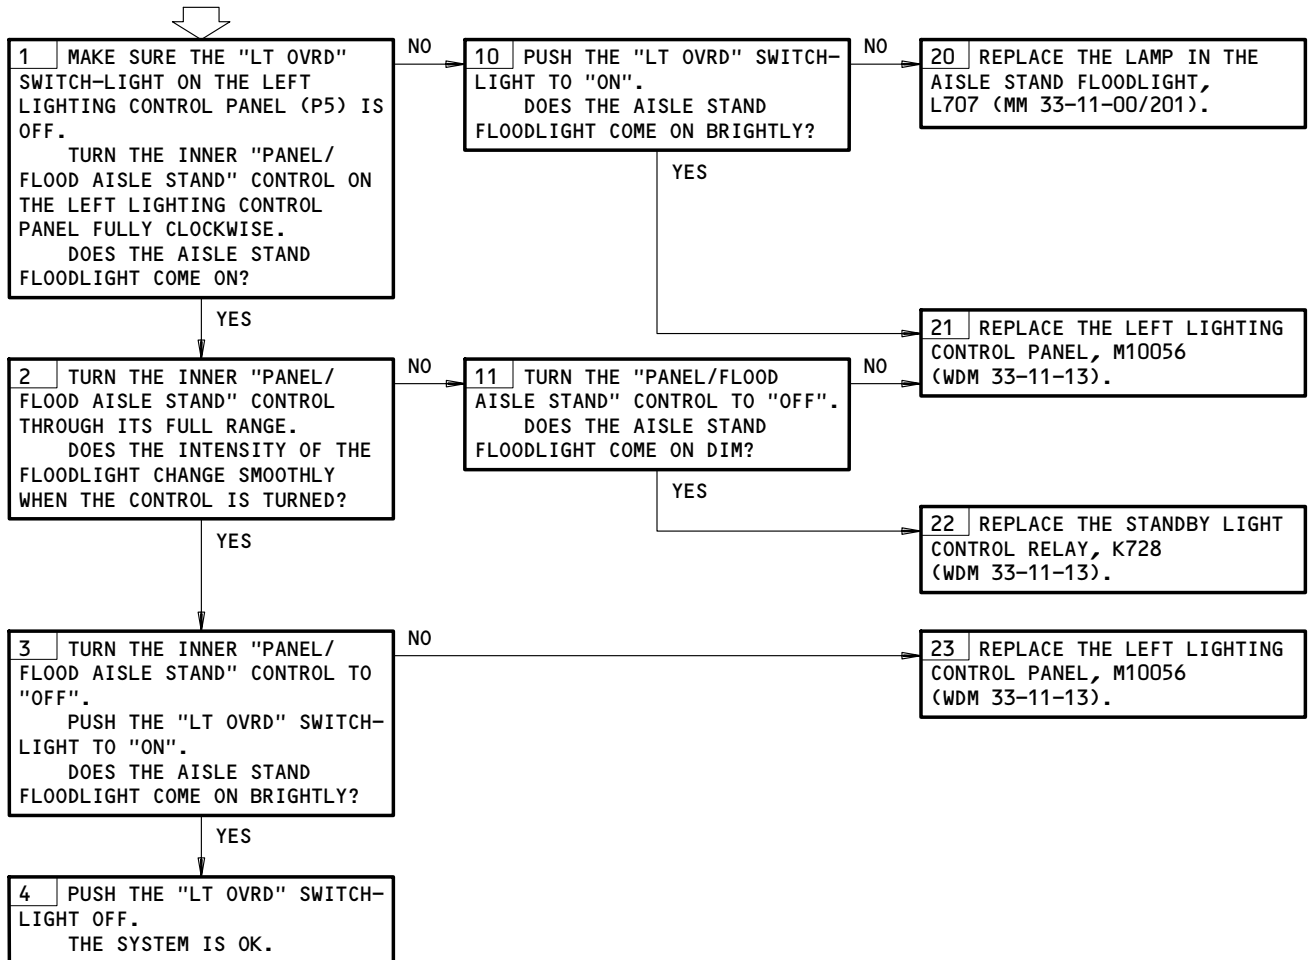 1 MAKE SURE THE "LT OVRD"
SWITCH-LIGHT ON THE LEFT
LIGHTING CONTROL PANEL (P5) IS
OFF.
TURN THE INNER "PANEL/
FLOOD AISLE STAND" CONTROL ON
THE LEFT LIGHTING CONTROL
PANEL FULLY CLOCKWISE.
DOES THE AISLE STAND
FLOODLIGHT COME ON?
NO
10 PUSH THE "LT OVRD" SWITCH-
LIGHT TO "ON".
DOES THE AISLE STAND
FLOODLIGHT COME ON BRIGHTLY?
NO
20 REPLACE THE LAMP IN THE
AISLE STAND FLOODLIGHT,
L707 (MM 33-11-00/201).
YES
YES
21 REPLACE THE LEFT LIGHTING
CONTROL PANEL, M10056
(WDM 33-11-13).
2 TURN THE INNER "PANEL/
FLOOD AISLE STAND" CONTROL
THROUGH ITS FULL RANGE.
DOES THE INTENSITY OF THE
FLOODLIGHT CHANGE SMOOTHLY
WHEN THE CONTROL IS TURNED?
NO
11 TURN THE "PANEL/FLOOD
AISLE STAND" CONTROL TO "OFF".
DOES THE AISLE STAND
FLOODLIGHT COME ON DIM?
NO
YES
YES
22 REPLACE THE STANDBY LIGHT
CONTROL RELAY, K728
(WDM 33-11-13).
3 TURN THE INNER "PANEL/
FLOOD AISLE STAND" CONTROL TO
"OFF".
PUSH THE "LT OVRD" SWITCH-
LIGHT TO "ON".
DOES THE AISLE STAND
FLOODLIGHT COME ON BRIGHTLY?
NO
23 REPLACE THE LEFT LIGHTING
CONTROL PANEL, M10056
(WDM 33-11-13).
YES
4 PUSH THE "LT OVRD" SWITCH-
LIGHT OFF.
THE SYSTEM IS OK.